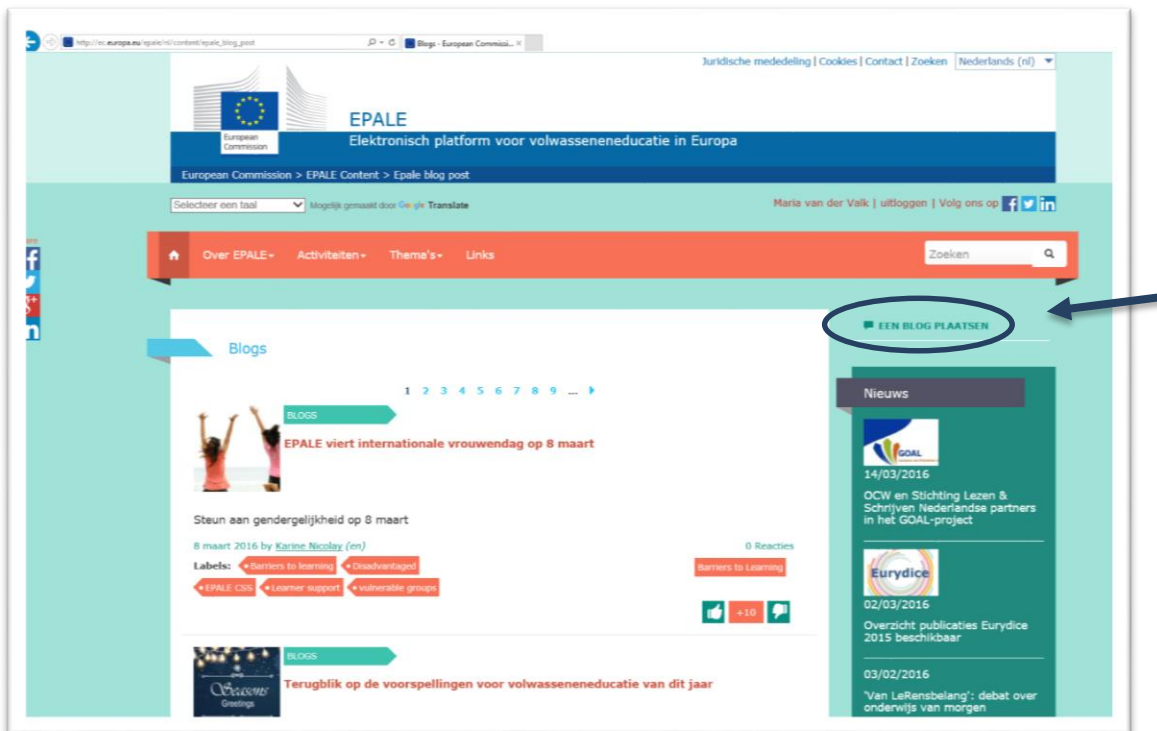 http://ec.europa.eu/epale/nl/content/epale_blog_post
Blogs - European Commissi...
Juridische mededeling | Cookies | Contact | Zoeken Nederlands (nl)
European
Commission
EPALE
Elektronisch platform voor volwasseneneducatie in Europa
European Commission > EPALE Content > Epale blog post
Selecteer een taal Mogelijk gemaakt door Google Translate
Maria van der Valk | uitloggen | Volg ons op
Over EPALE Activiteiten Thema's Links
Zoeken
EEN BLOG PLAATSEN
Blogs
1 2 3 4 5 6 7 8 9 ...
BLOGS
EPALE viert internationale vrouwendag op 8 maart
Steun aan gendergelijkheid op 8 maart
8 maart 2016 by Karine Nicolay (en)
0 Reacties
Labels: Barriers to learning Disadvantaged
EPALE CSS Learner support vulnerable groups
Barriers to Learning
+10
BLOGS
Seasons
Greetings
Terugblik op de voorspellingen voor volwasseneneducatie van dit jaar
Nieuws
GOAL
14/03/2016
OCW en Stichting Lezen &
Schrijven Nederlandse partners
in het GOAL-project
Eurydice
02/03/2016
Overzicht publicaties Eurydice
2015 beschikbaar
03/02/2016
'Van LeRensbelang': debat over
onderwijs van morgen